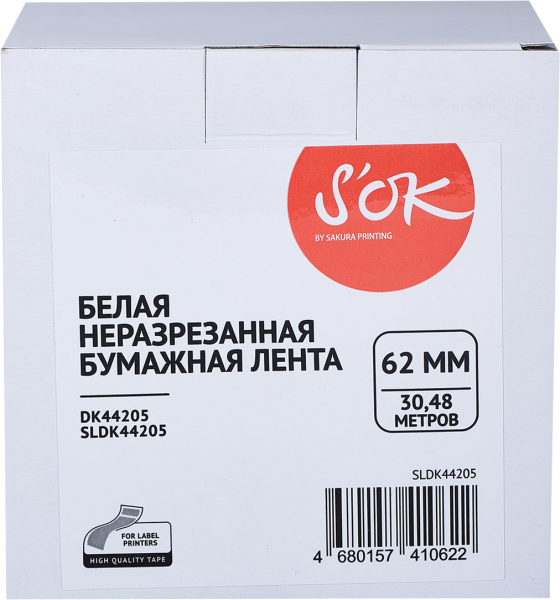 S'OK
BY SAKURA PRINTING
БЕЛАЯ
НЕРАЗРЕЗАННАЯ
БУМАЖНАЯ ЛЕНТА
62 ММ
30,48
МЕТРОВ
DK44205
SLDK44205
SLDK44205
FOR LABEL
PRINTERS
HIGH QUALITY TAPE
4 680157 410622